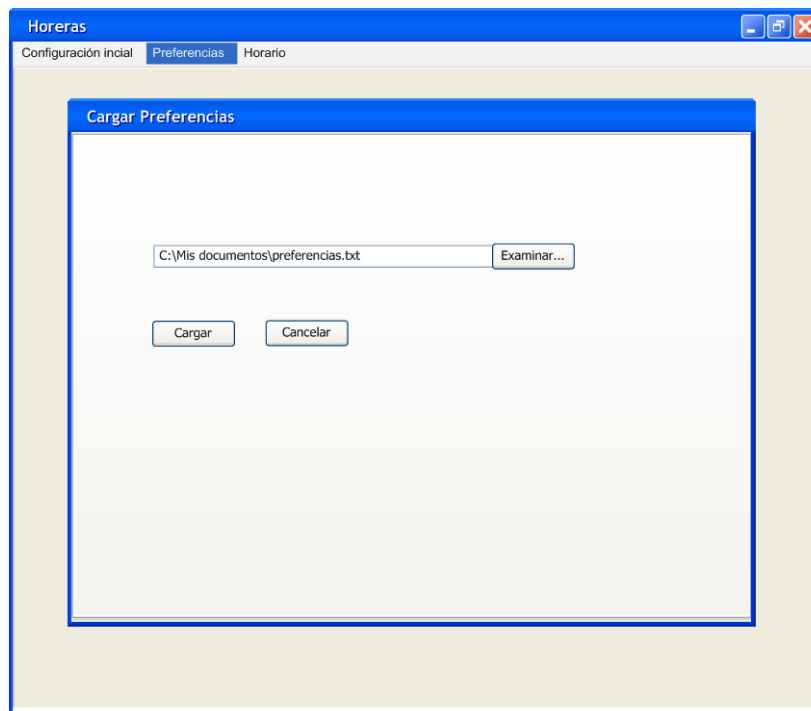 Horeras
Configuración incial Preferencias Horario
Cargar Preferencias
C:\Mis documentos\preferencias.txt Examinar...
Cargar Cancelar